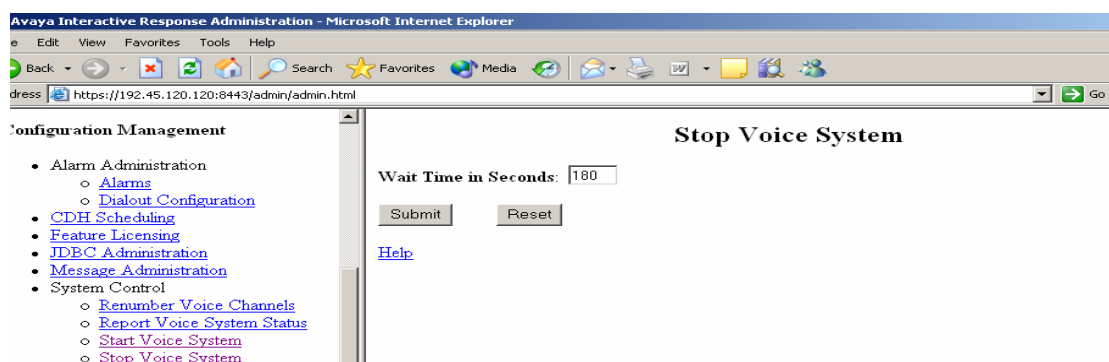 Avaya Interactive Response Administration - Microsoft Internet Explorer
e Edit View Favorites Tools Help
Back Search Favorites Media
dress https://192.45.120.120:8443/admin/admin.html Go
Configuration Management
Alarm Administration
Alarms
Dialout Configuration
CDH Scheduling
Feature Licensing
JDBC Administration
Message Administration
System Control
Renumber Voice Channels
Report Voice System Status
Start Voice System
Stop Voice System
Stop Voice System
Wait Time in Seconds: 180
Submit Reset
Help